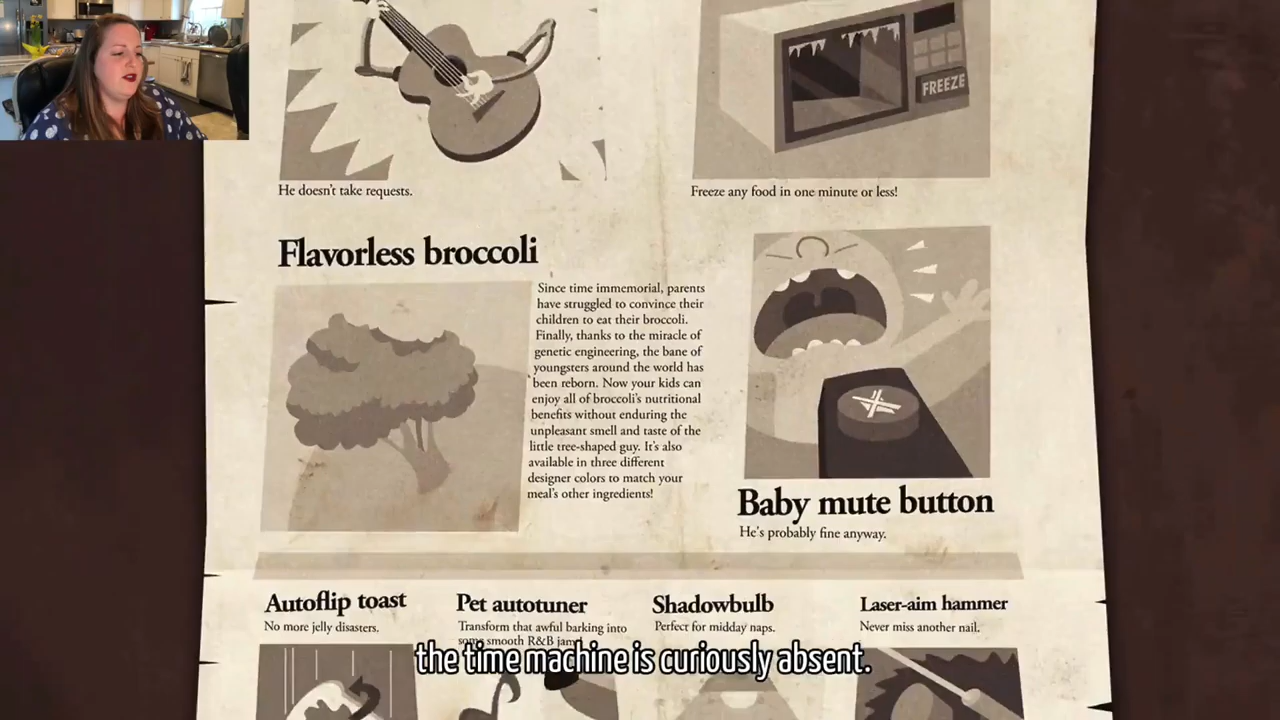 FREEZE
He doesn't take requests.
Freeze any food in one minute or less!
Flavorless broccoli
Since time immemorial, parents
have struggled to convince their
children to eat their broccoli.
Finally, thanks to the miracle of
genetic engineering, the bane of
youngsters around the world has
been reborn. Now your kids can
enjoy all of broccoli's nutritional
benefits without enduring the
unpleasant smell and taste of the
little tree-shaped guy. It's also
available in three different
designer colors to match your
meal's other ingredients!
Baby mute button
He's probably fine anyway.
Autoflip toast
No more jelly disasters.
Pet autotuner
Transform that awful barking into
some smooth R&B jams!
Shadowbulb
Perfect for midday naps.
Laser-aim hammer
Never miss another nail.
the time machine is curiously absent.